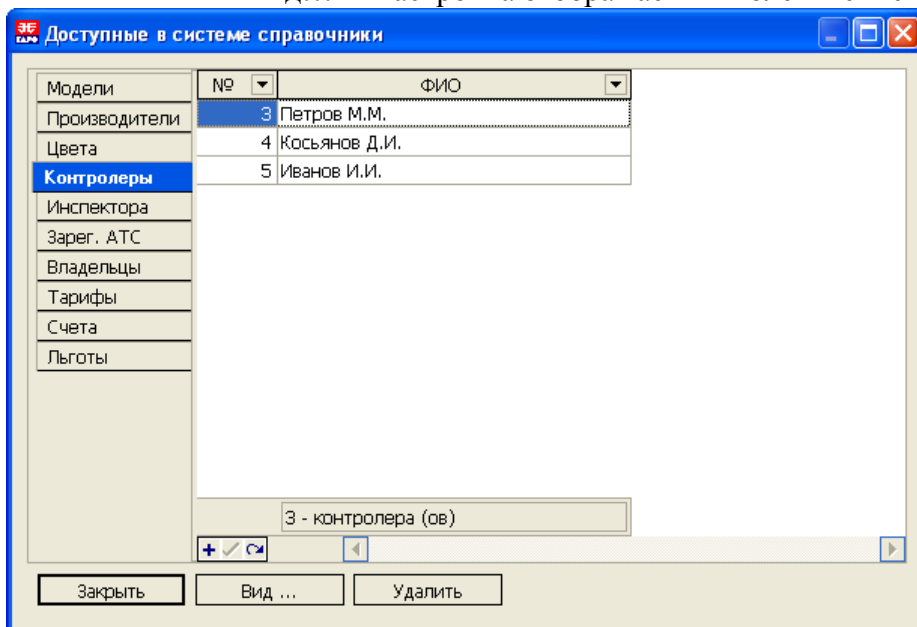 Доступные в системе справочники
Модели
Производители
Цвета
Контролеры
Инспектора
Зарег. АТС
Владельцы
Тарифы
Счета
Льготы
№ ФИО
3 Петров М.М.
4 Косьянов Д.И.
5 Иванов И.И.
3 - контролера (ов)
Закрыть
Вид ...
Удалить